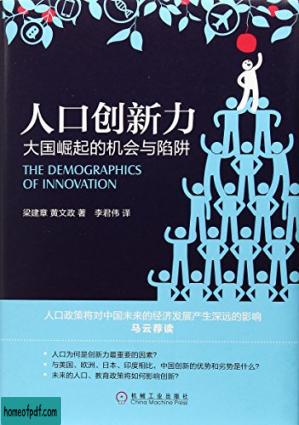 人口创新力
大国崛起的机会与陷阱
THE DEMOGRAPHICS
OF INNOVATION
梁建章 黄文政 著 李君伟 译
人口政策将对中国未来的经济发展产生深远的影响
马云荐读
• 人口为何是创新力最重要的因素?
• 与美国、欧洲、日本、印度相比,中国创新的优势和劣势是什么?
• 未来的人口、教育政策将如何影响创新?
机械工业出版社
China Machine Press
homeofpdf.com